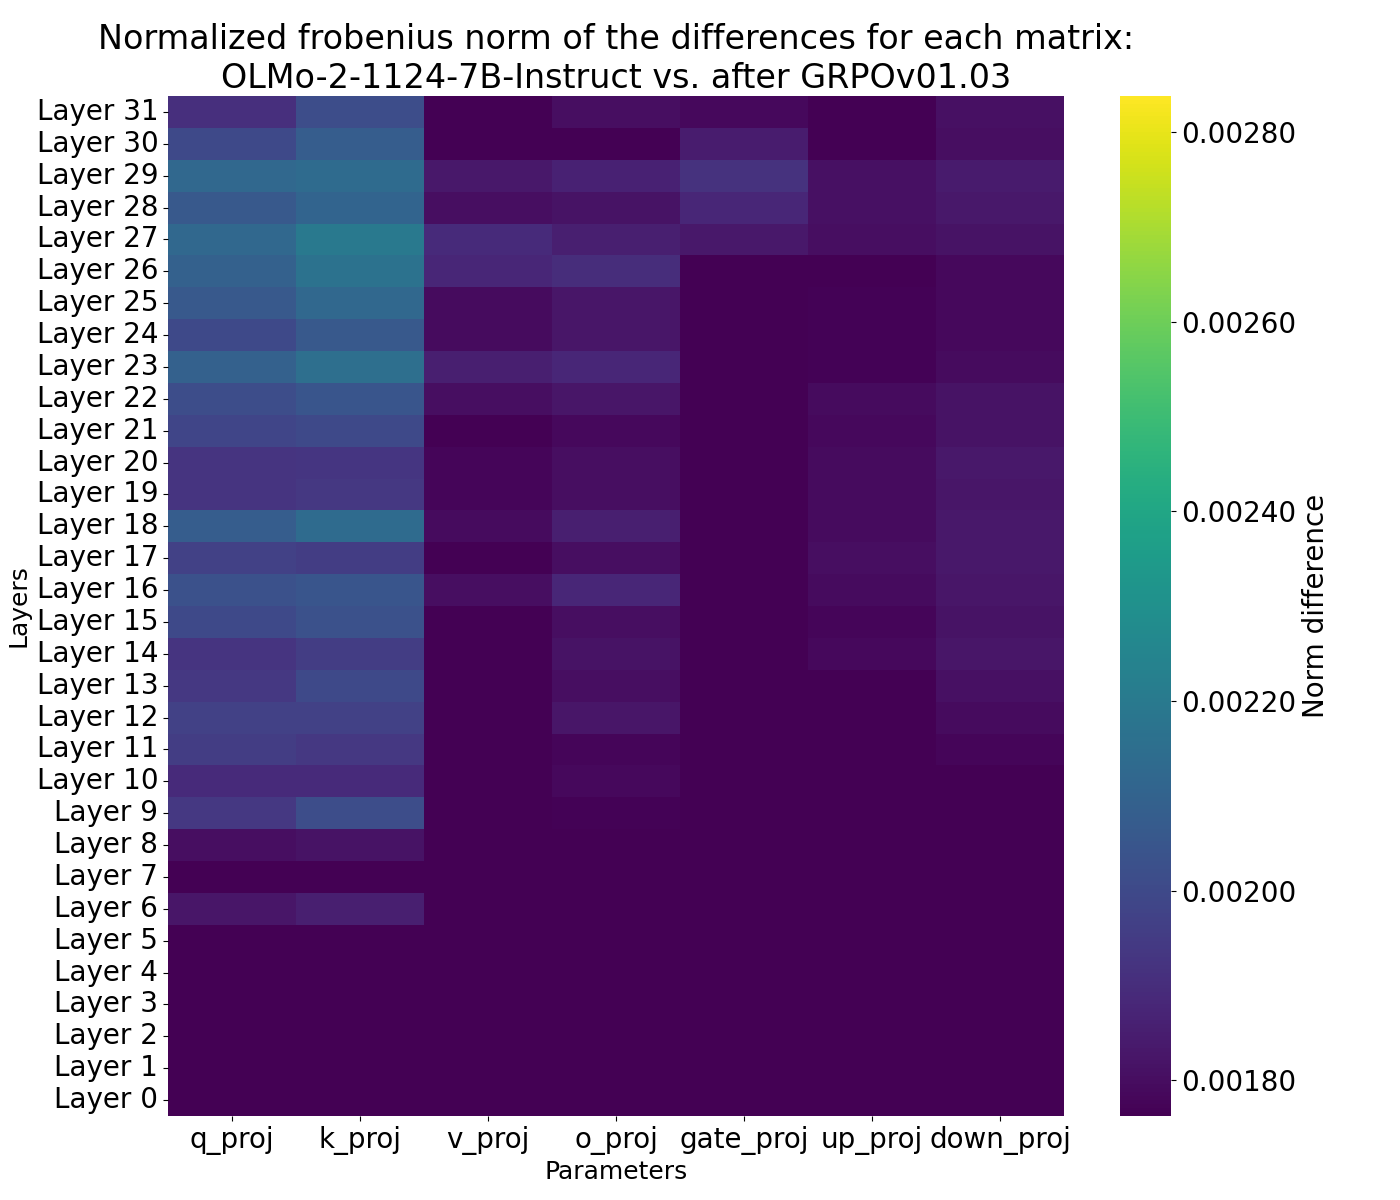 Normalized frobenius norm of the differences for each matrix:
OLMo-2-1124-7B-Instruct vs. after GRPOv01.03
Layers
Layer 31
Layer 30
Layer 29
Layer 28
Layer 27
Layer 26
Layer 25
Layer 24
Layer 23
Layer 22
Layer 21
Layer 20
Layer 19
Layer 18
Layer 17
Layer 16
Layer 15
Layer 14
Layer 13
Layer 12
Layer 11
Layer 10
Layer 9
Layer 8
Layer 7
Layer 6
Layer 5
Layer 4
Layer 3
Layer 2
Layer 1
Layer 0
q_proj k_proj v_proj o_proj gate_proj up_proj down_proj
Parameters
0.00280
0.00260
0.00240
0.00220
0.00200
0.00180
Norm difference